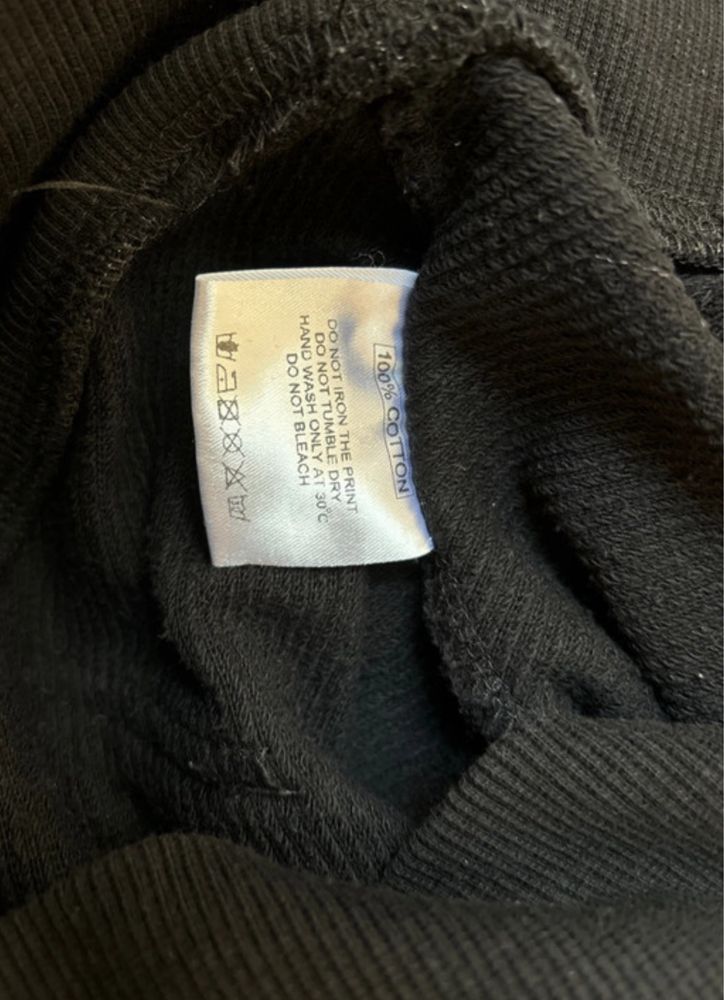 100% COTTON
DO NOT IRON THE PRINT
DO NOT TUMBLE DRY
HAND WASH ONLY AT 30°C
DO NOT BLEACH